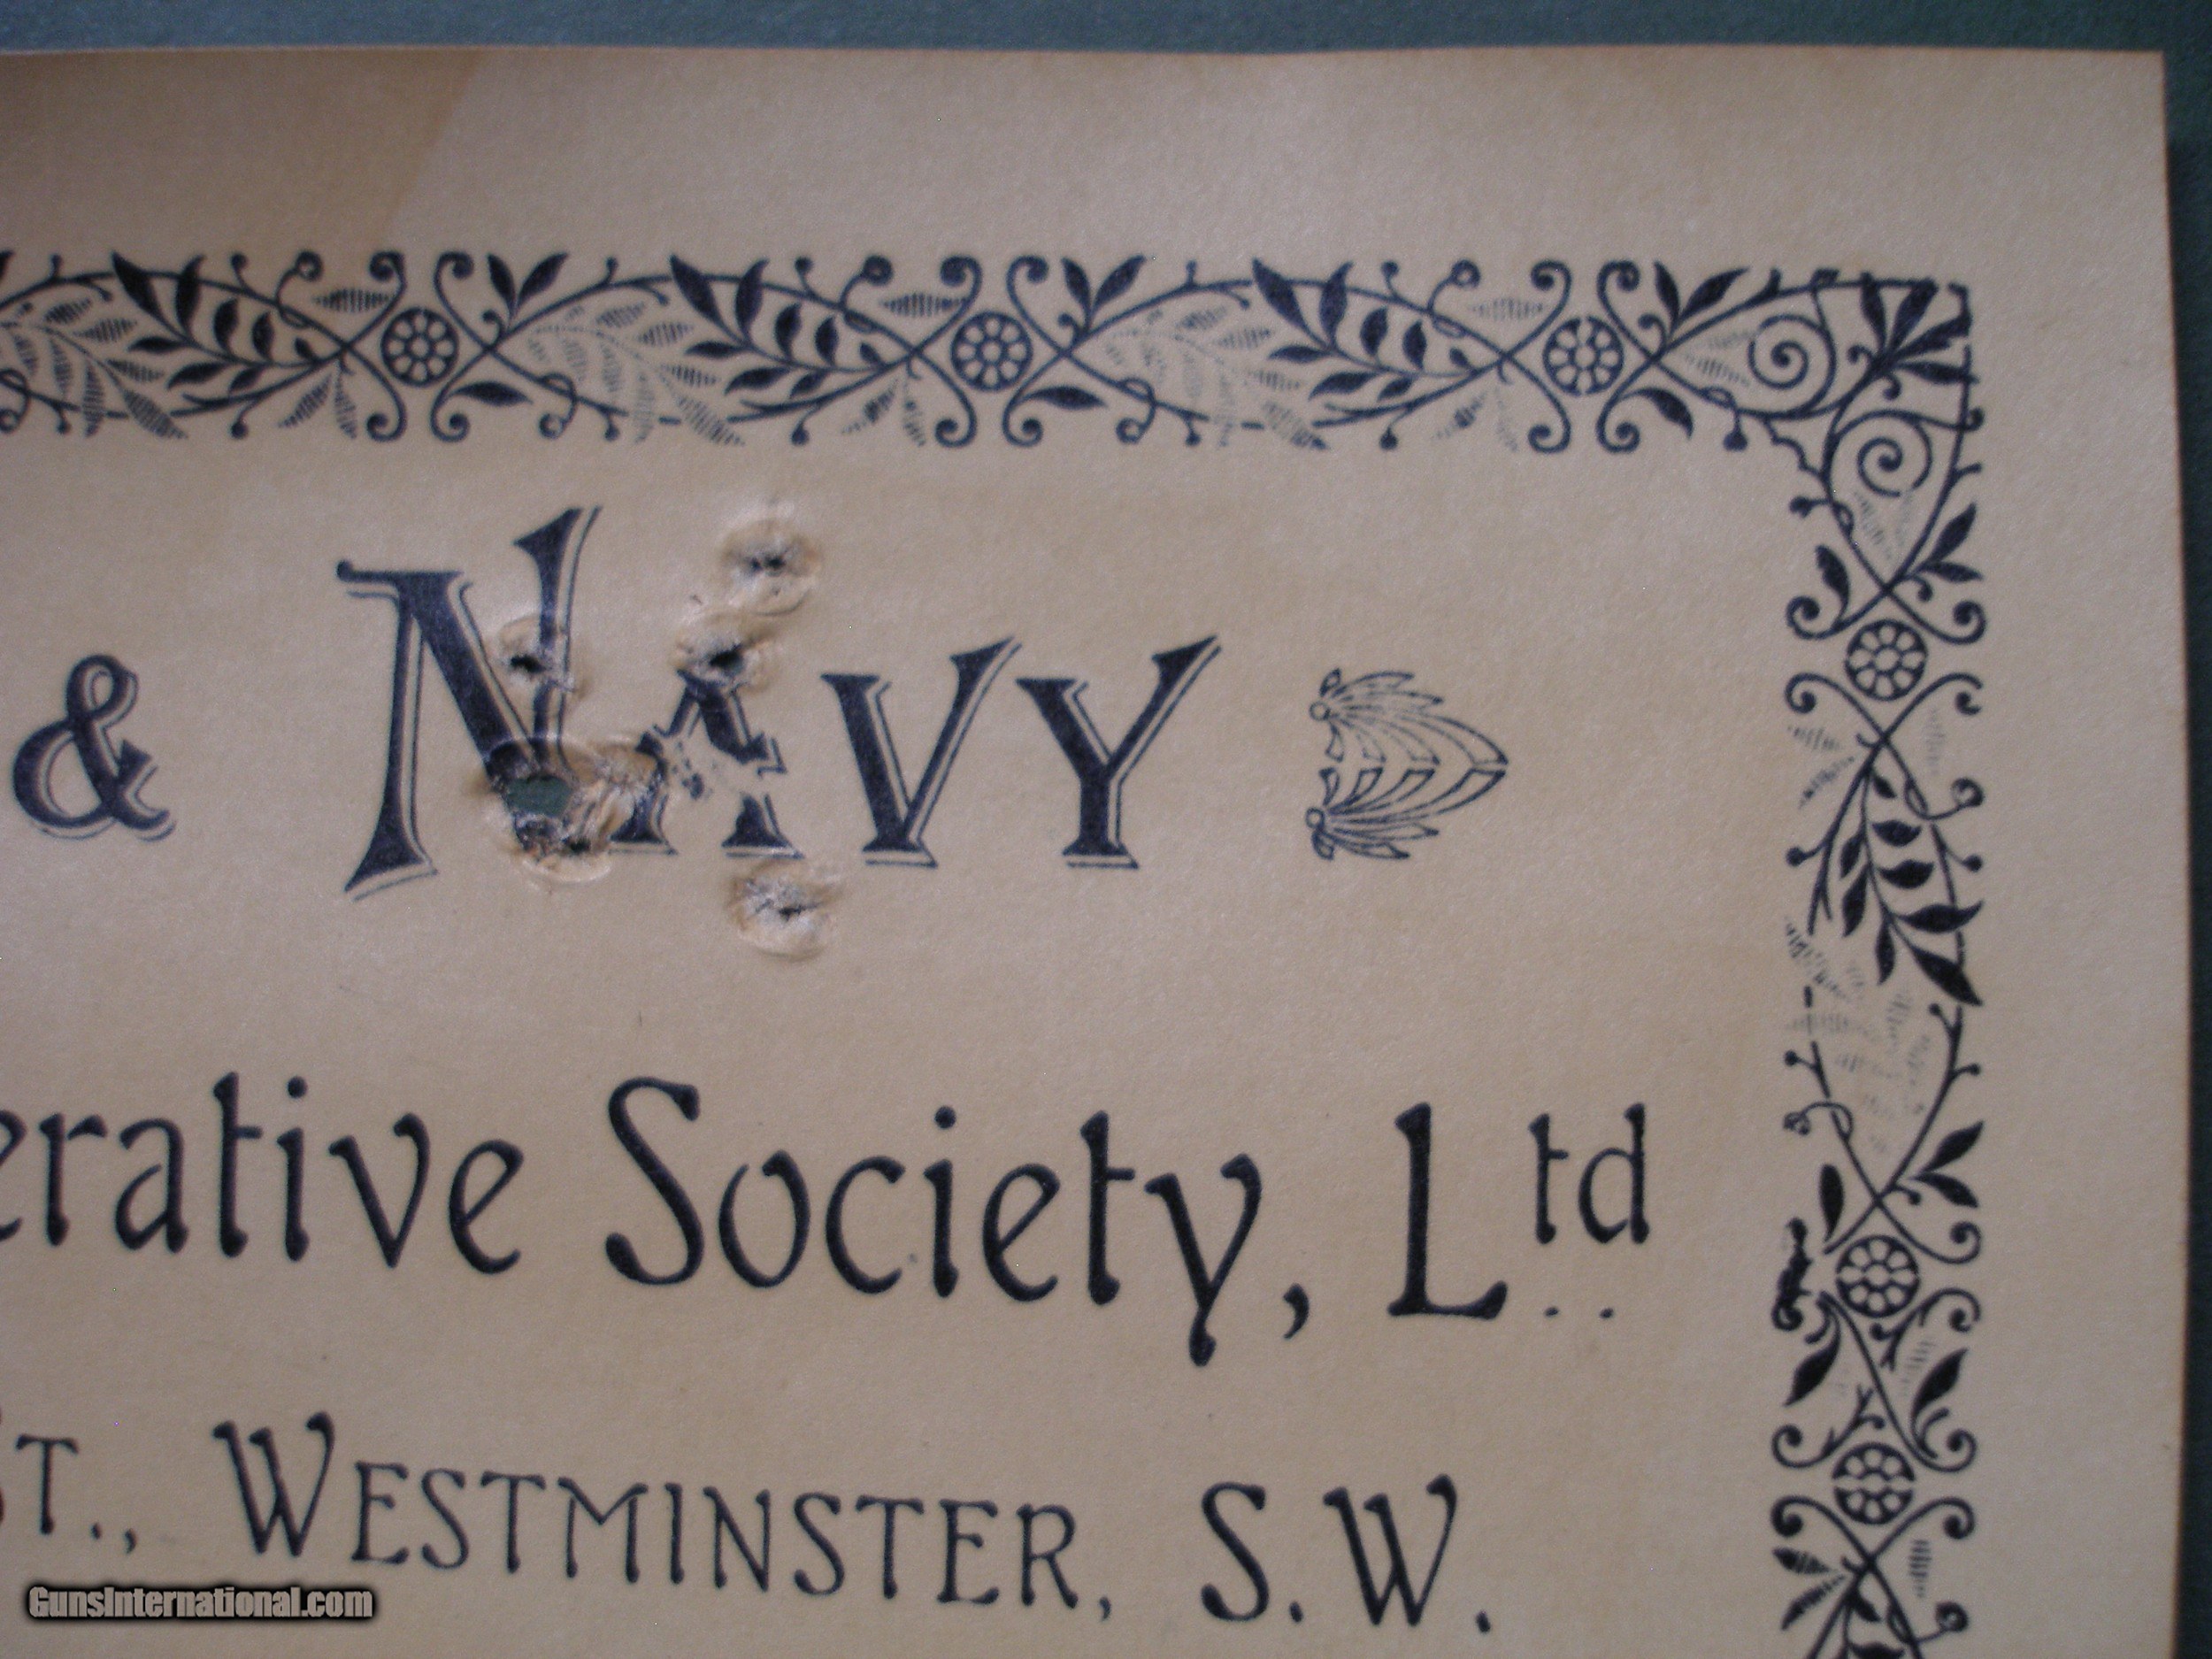 & NAVY
erative Society, Ltd..
ST., WESTMINSTER, S.W.
GunsInternational.com